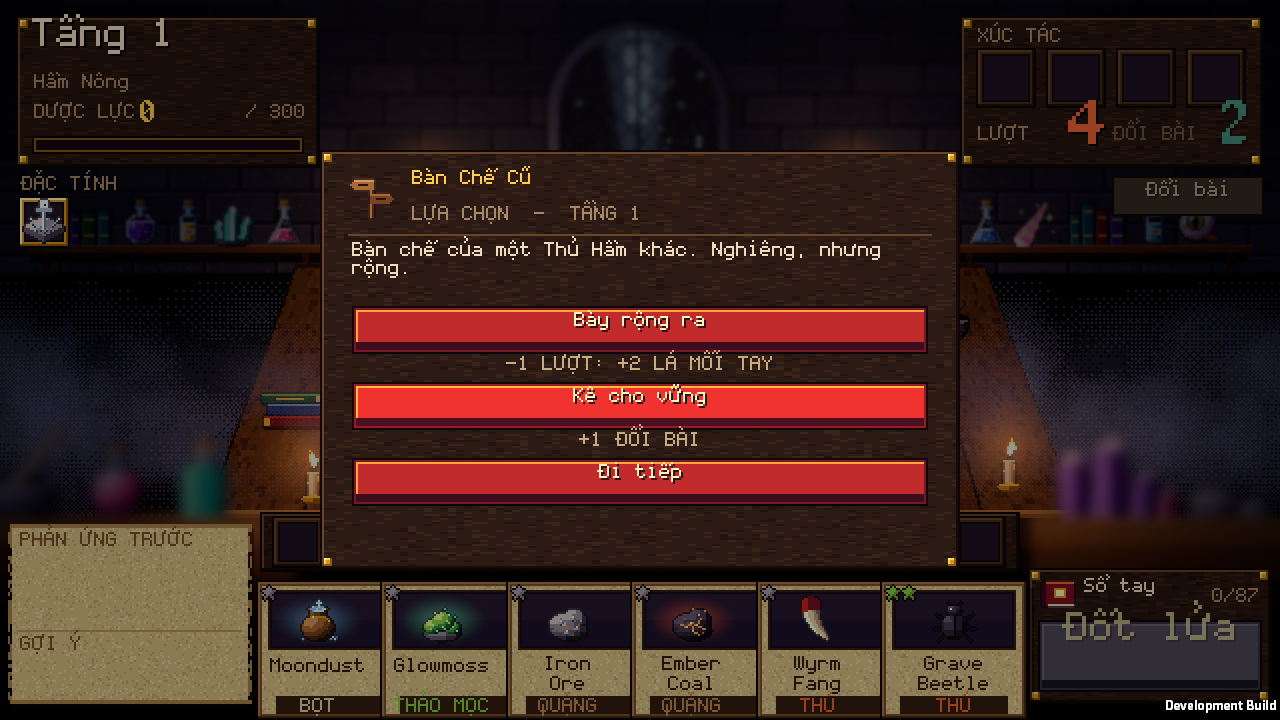 Tầng 1
Hầm Nông
DƯỢC LỰC 0 / 300
ĐẶC TÍNH
XÚC TÁC
LƯỢT 4 ĐỔI BÀI 2
Đổi bài
Bàn Chế Cũ
LỰA CHỌN - TẦNG 1
Bàn chế của một Thủ Hầm khác. Nghiêng, nhưng
rộng.
Bày rộng ra
-1 LƯỢT: +2 LÁ MỖI TAY
Kê cho vững
+1 ĐỔI BÀI
Đi tiếp
PHẢN ỨNG TRƯỚC
GỢI Ý
Moondust
BỘT
Glowmoss
THẢO MỘC
Iron
Ore
QUẶNG
Ember
Coal
QUẶNG
Wyrm
Fang
THÚ
Grave
Beetle
THÚ
Sổ tay
0/87
Đốt lửa
Development Build